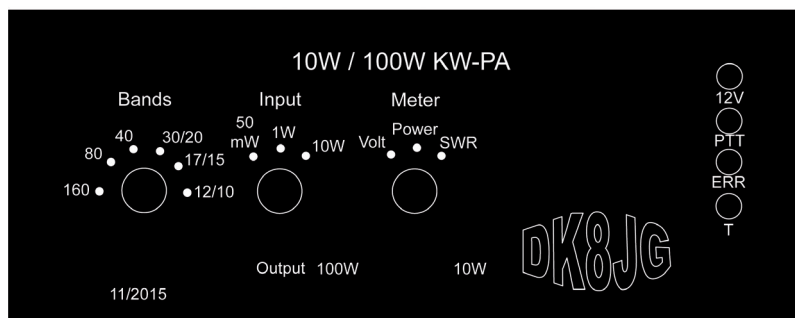 10W / 100W KW-PA
Bands
Input
Meter
160
80
40
30/20
17/15
12/10
50
mW
1W
10W
Volt
Power
SWR
12V
PTT
ERR
T
Output 100W
10W
DK8JG
11/2015